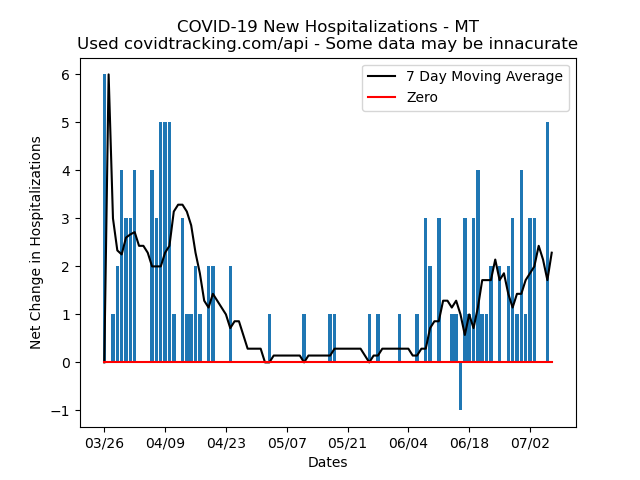 COVID-19 New Hospitalizations - MT
Used covidtracking.com/api - Some data may be innacurate
7 Day Moving Average
Zero
Net Change in Hospitalizations
6
5
4
3
2
1
0
−1
03/26 04/09 04/23 05/07 05/21 06/04 06/18 07/02
Dates